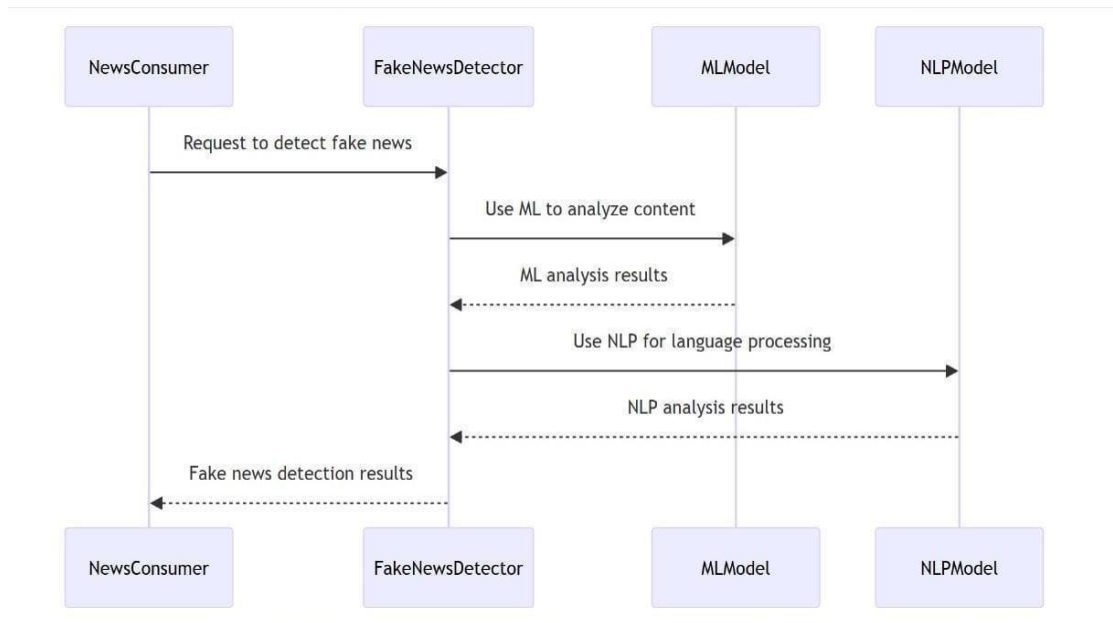 NewsConsumer
FakeNewsDetector
MLModel
NLPModel
Request to detect fake news
Use ML to analyze content
ML analysis results
Use NLP for language processing
NLP analysis results
Fake news detection results
NewsConsumer
FakeNewsDetector
MLModel
NLPModel